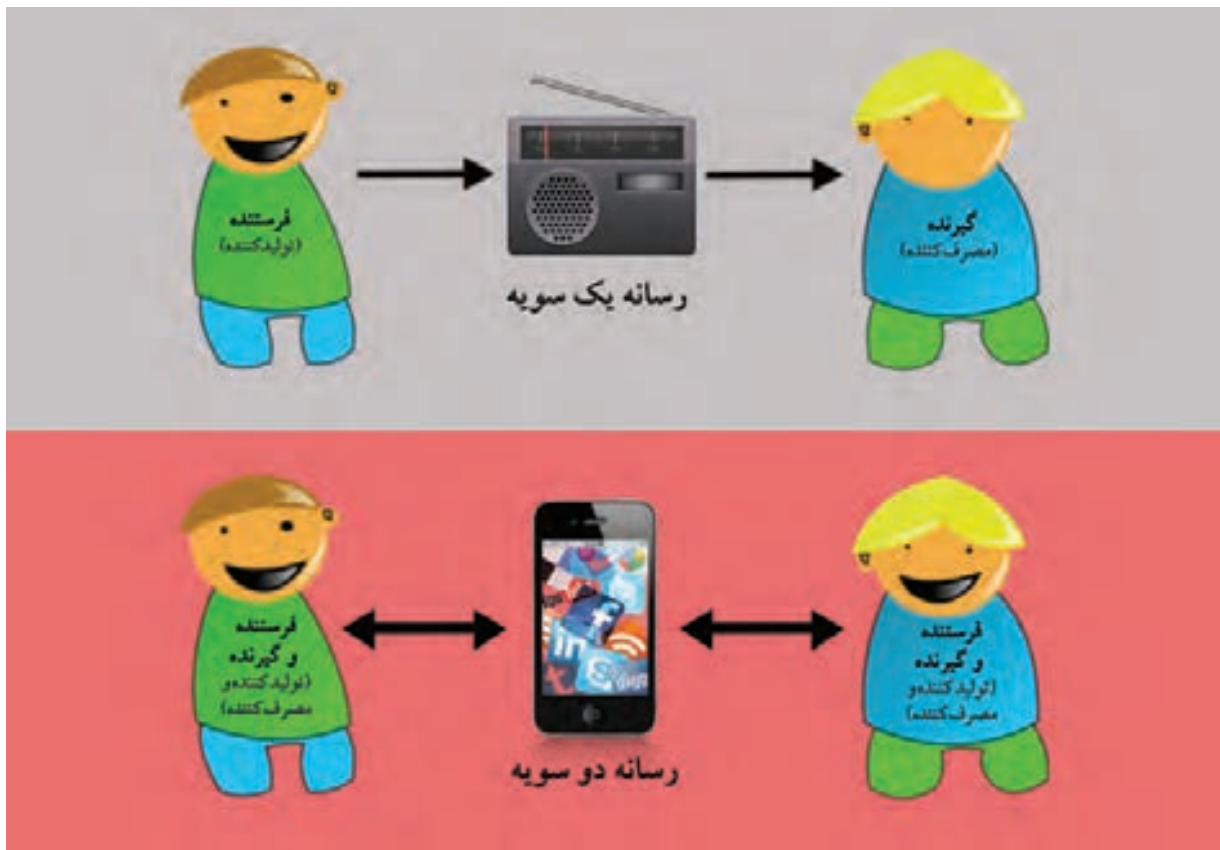 فرستنده
(تولیدکننده)
گیرنده
(مصرف‌کننده)
رسانه یک سویه
فرستنده
و گیرنده
(تولیدکننده و
مصرف‌کننده)
فرستنده
و گیرنده
(تولیدکننده و
مصرف‌کننده)
رسانه دو سویه